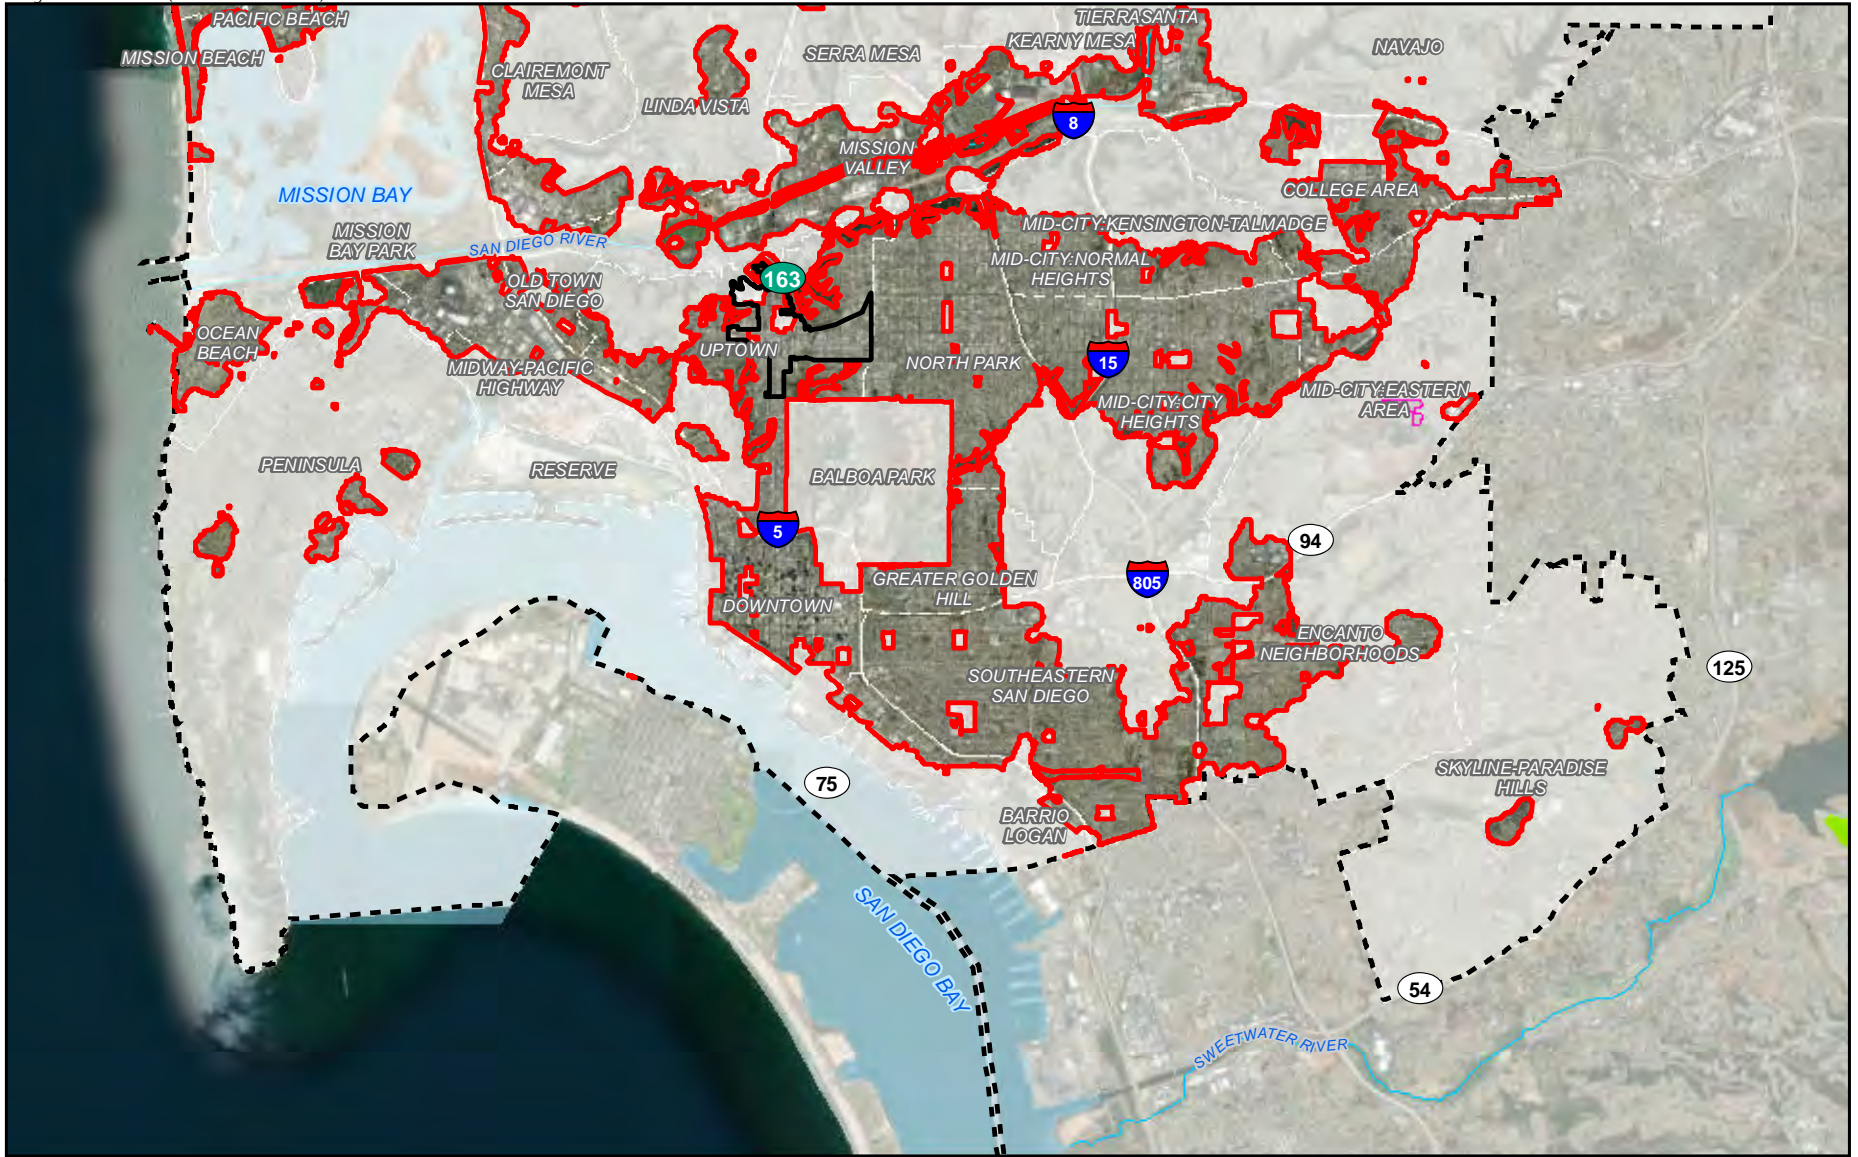 PACIFIC BEACH
TIERRASANTA
KEARNY MESA
NAVAJO
SERRA MESA
MISSION BEACH
CLAIREMONT
MESA
LINDA VISTA
8
MISSION
VALLEY
COLLEGE AREA
MISSION BAY
MID-CITY:KENSINGTON-TALMADGE
MISSION
BAY PARK
SAN DIEGO RIVER
MID-CITY:NORMAL
HEIGHTS
163
OLD TOWN
SAN DIEGO
OCEAN
BEACH
UPTOWN
NORTH PARK
15
MIDWAY-PACIFIC
HIGHWAY
MID-CITY:EASTERN
AREA
MID-CITY:CITY
HEIGHTS
PENINSULA
RESERVE
BALBOA PARK
5
94
805
GREATER GOLDEN
HILL
DOWNTOWN
ENCANTO
NEIGHBORHOODS
125
SOUTHEASTERN
SAN DIEGO
75
SKYLINE-PARADISE
HILLS
BARRIO
LOGAN
SAN DIEGO BAY
54
SWEETWATER RIVER